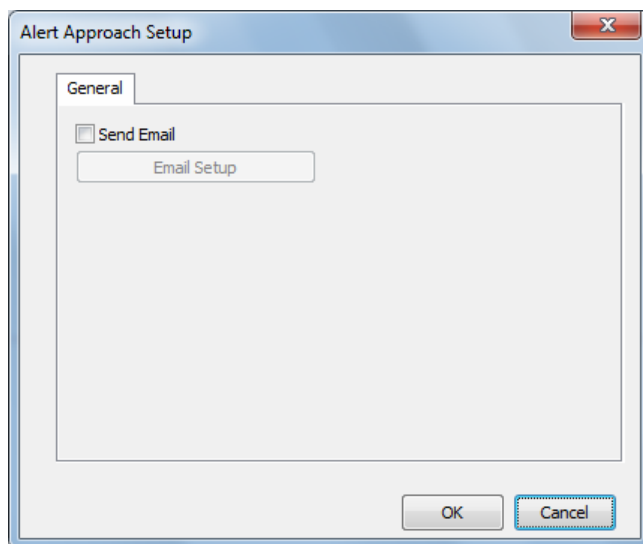 Alert Approach Setup
General
Send Email
Email Setup
OK Cancel